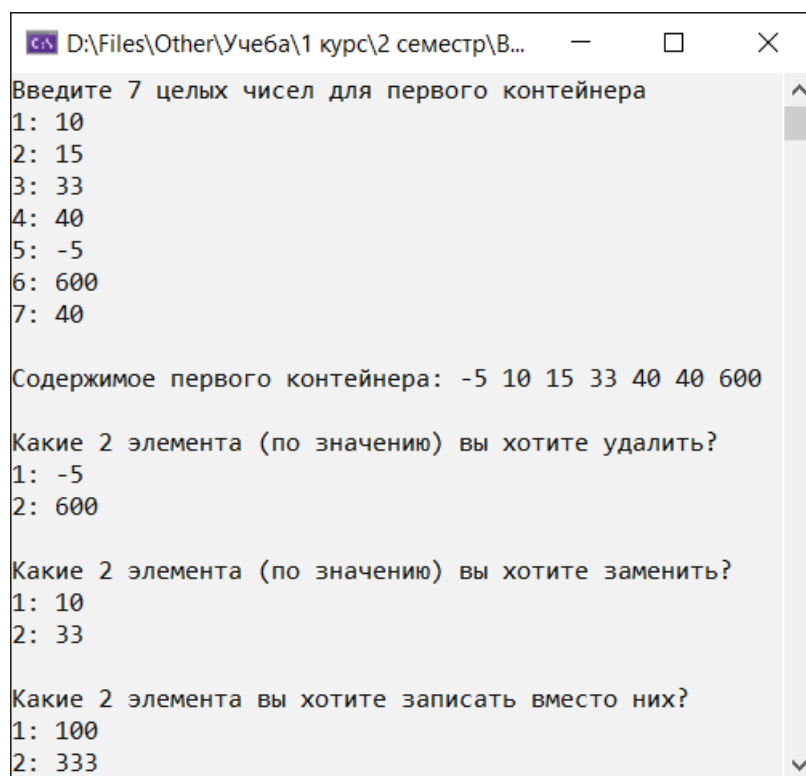 D:\Files\Other\Учеба\1 курс\2 семестр\В...
Введите 7 целых чисел для первого контейнера
1: 10
2: 15
3: 33
4: 40
5: -5
6: 600
7: 40
Содержимое первого контейнера: -5 10 15 33 40 40 600
Какие 2 элемента (по значению) вы хотите удалить?
1: -5
2: 600
Какие 2 элемента (по значению) вы хотите заменить?
1: 10
2: 33
Какие 2 элемента вы хотите записать вместо них?
1: 100
2: 333